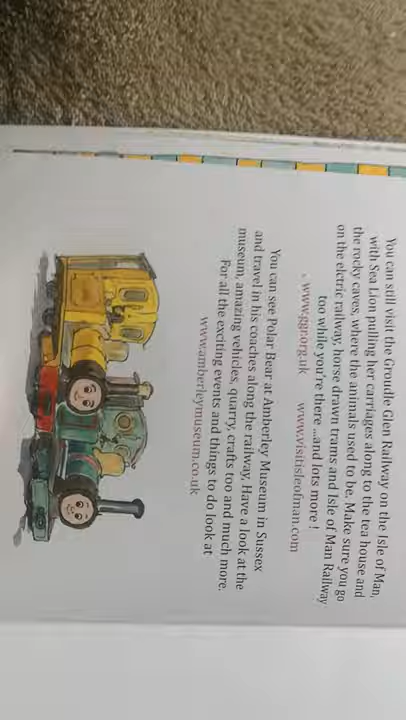 You can still visit the Groudle Glen Railway on the Isle of Man,
with Sea Lion pulling her carriages along to the tea house and
the rocky caves, where the animals used to be. Make sure you go
on the elctric railway, horse drawn trams and Isle of Man Railway
too while you're there ...and lots more !
. www.ggr.org.uk www.visitisleofman.com
You can see Polar Bear at Amberley Museum in Sussex
and travel in his coaches along the railway. Have a look at the
museum, amazing vehicles, quarry, crafts too and much more.
For all the exciting events and things to do look at
www.amberleymuseum.co.uk